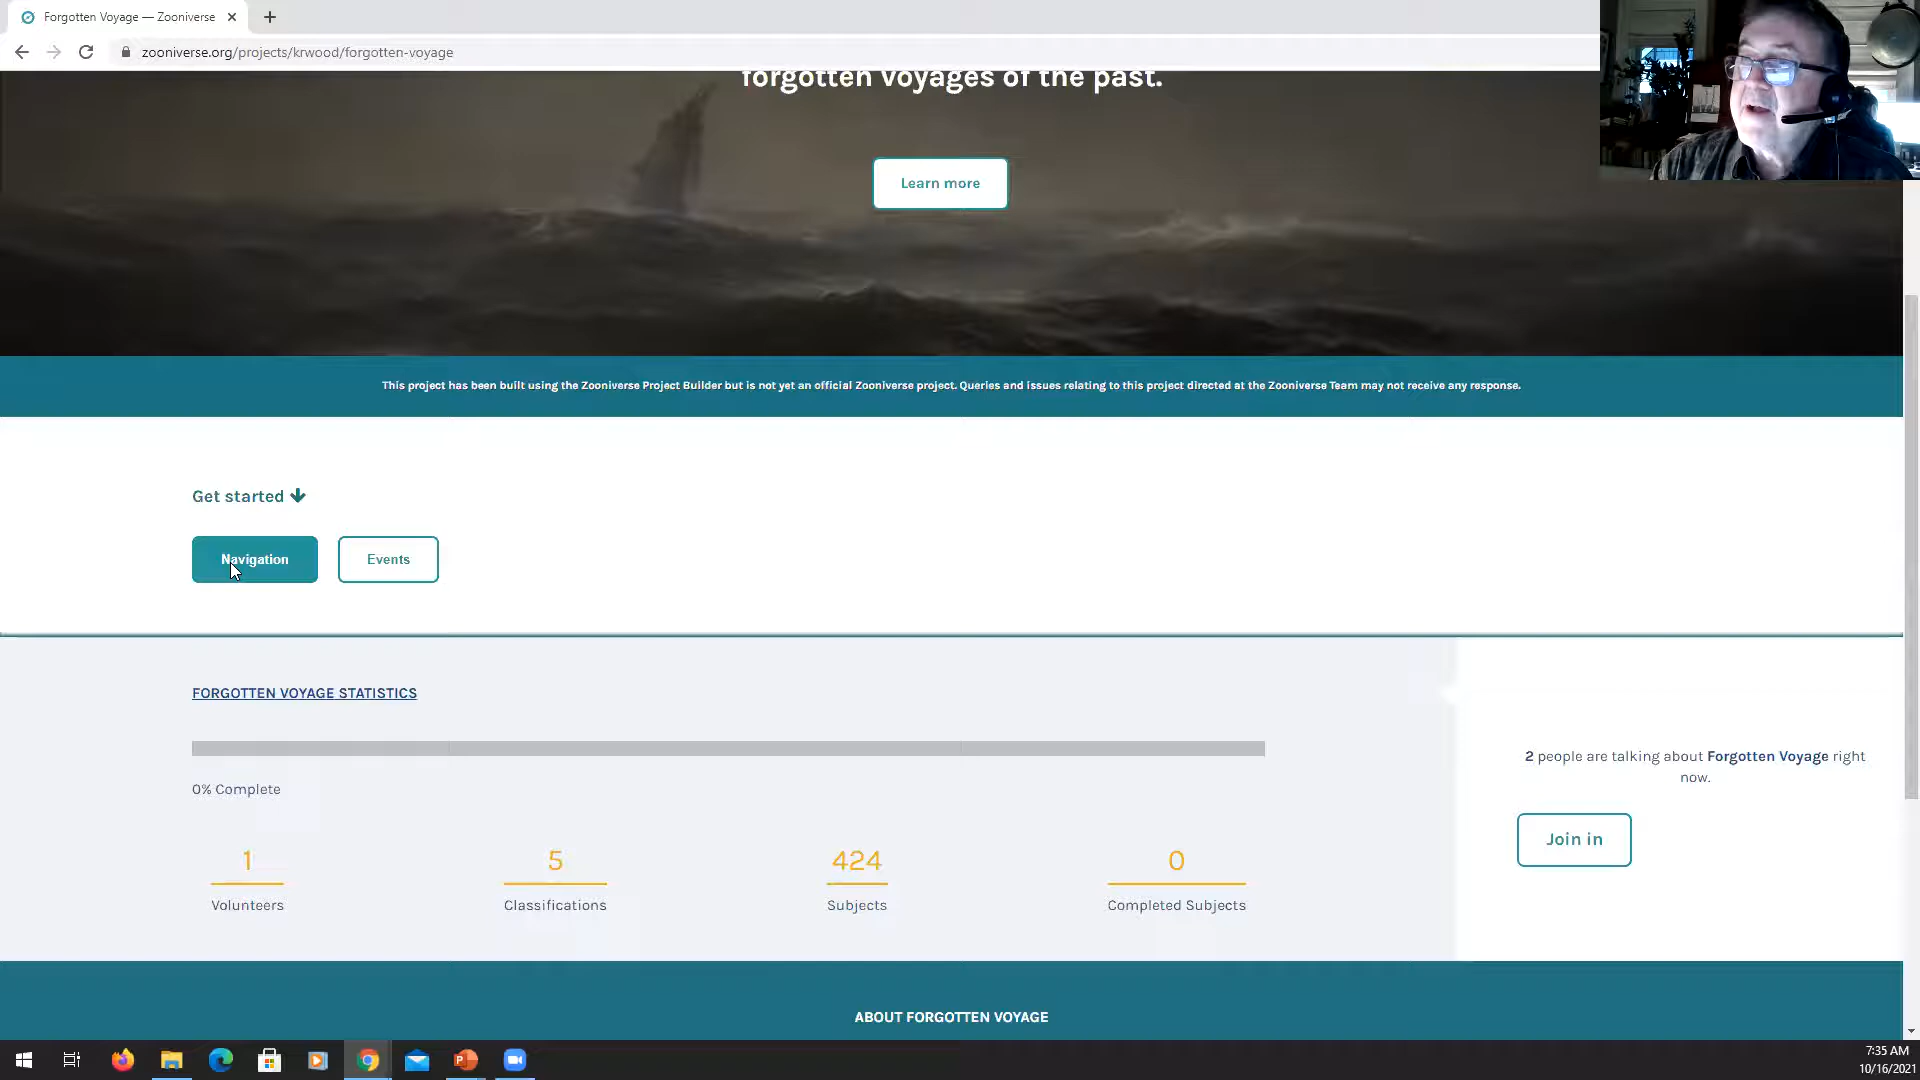 Forgotten Voyage — Zooniverse
zooniverse.org/projects/krwood/forgotten-voyage
forgotten voyages of the past.
Learn more
This project has been built using the Zooniverse Project Builder but is not yet an official Zooniverse project. Queries and issues relating to this project directed at the Zooniverse Team may not receive any response.
Get started
Navigation
Events
FORGOTTEN VOYAGE STATISTICS
0% Complete
1
Volunteers
5
Classifications
424
Subjects
0
Completed Subjects
2 people are talking about Forgotten Voyage right
now.
Join in
ABOUT FORGOTTEN VOYAGE
7:35 AM
10/16/2021